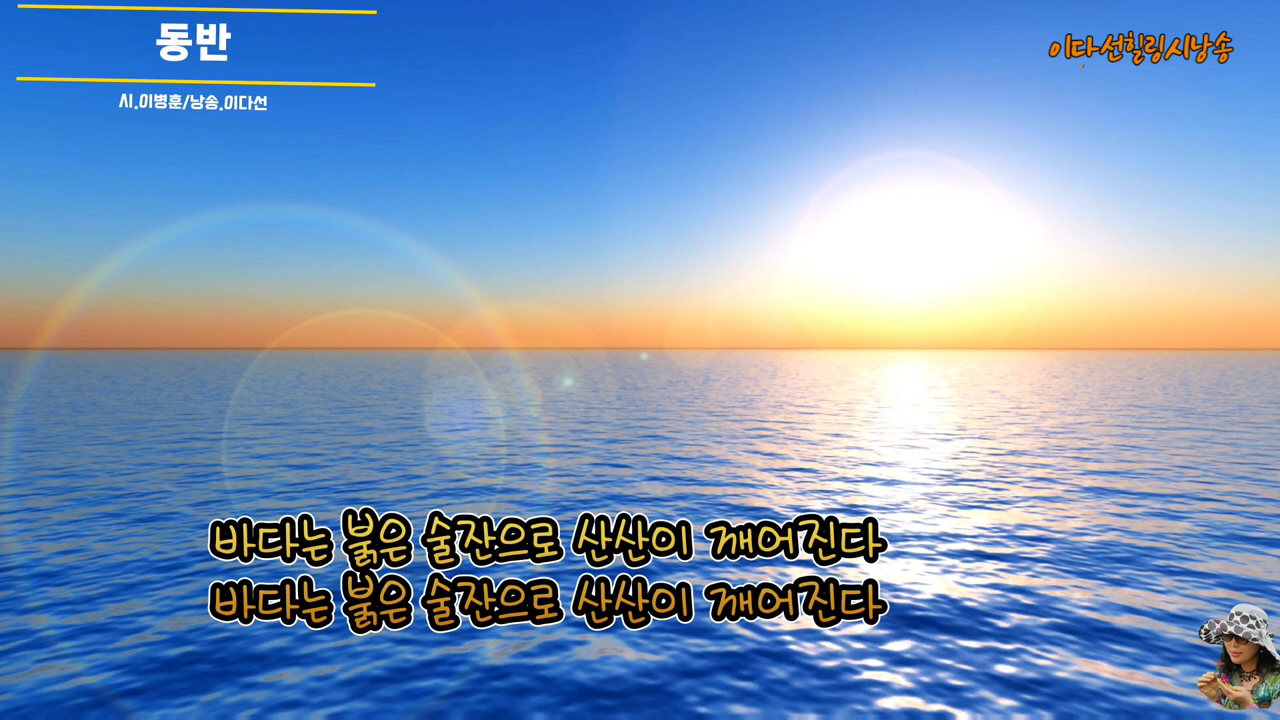 동반
시.이병훈/낭송.이다선
이다선힐링시낭송
바다는 붉은 술잔으로 산산이 깨어진다
바다는 붉은 술잔으로 산산이 깨어진다